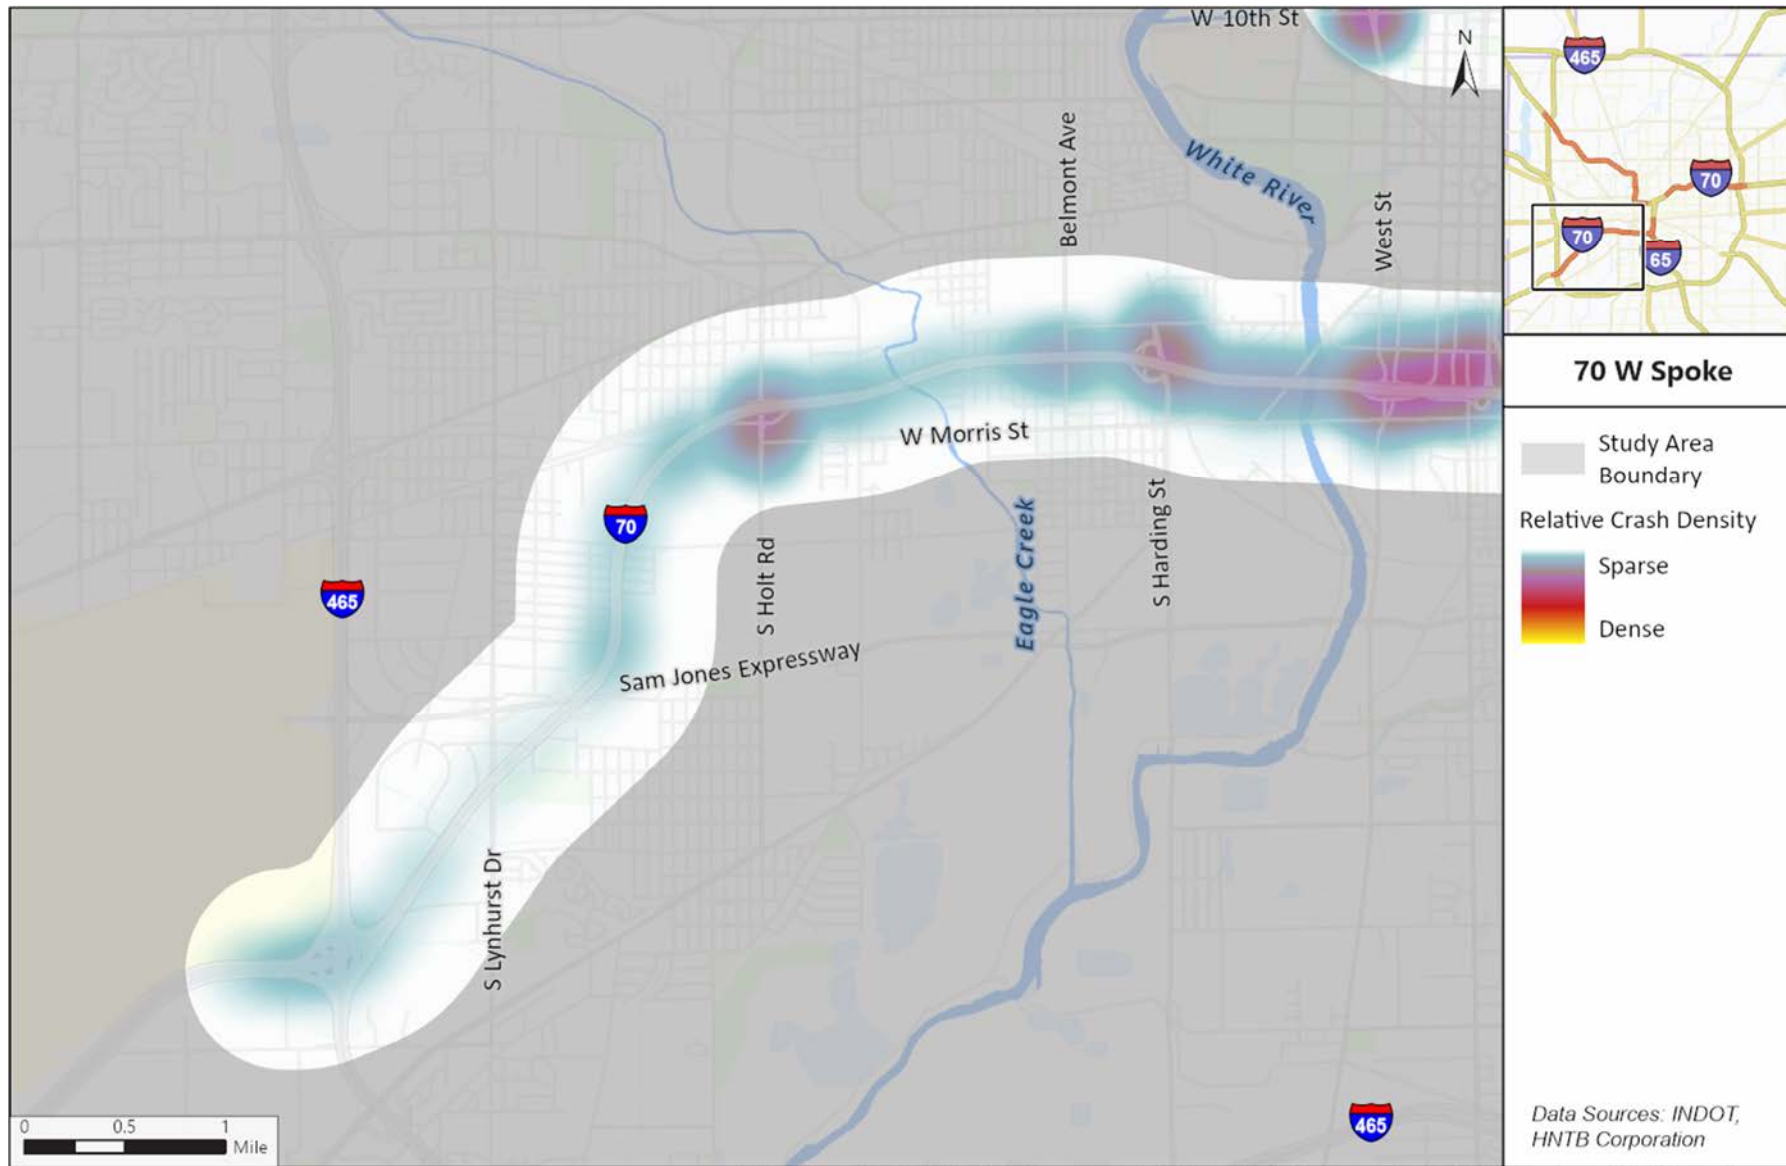 W 10th St
N
Belmont Ave
White River
West St
W Morris St
70
S Holt Rd
465
Eagle Creek
S Harding St
Sam Jones Expressway
S Lynhurst Dr
0 0.5 1
Mile
465
465
70
70
65
70 W Spoke
Study Area
Boundary
Relative Crash Density
Sparse
Dense
Data Sources: INDOT,
HNTB Corporation